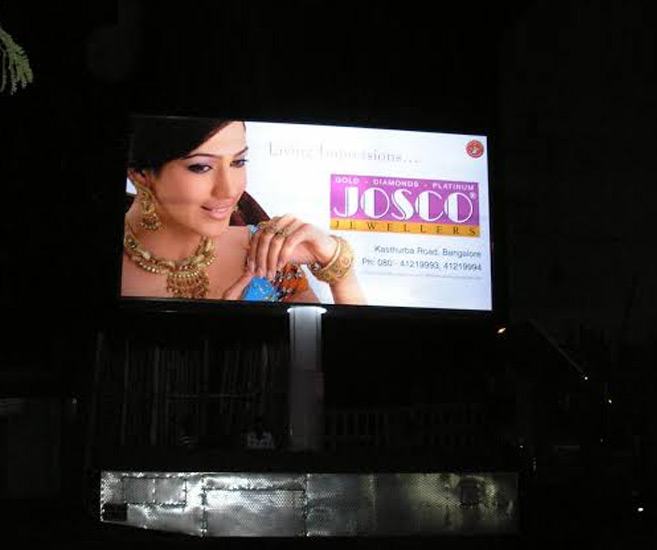 Living Impressions...
GOLD - DIAMONDS - PLATINUM
JOSCO®
JEWELLERS
Kasthurba Road, Bangalore
Ph: 080 - 41219993, 41219994